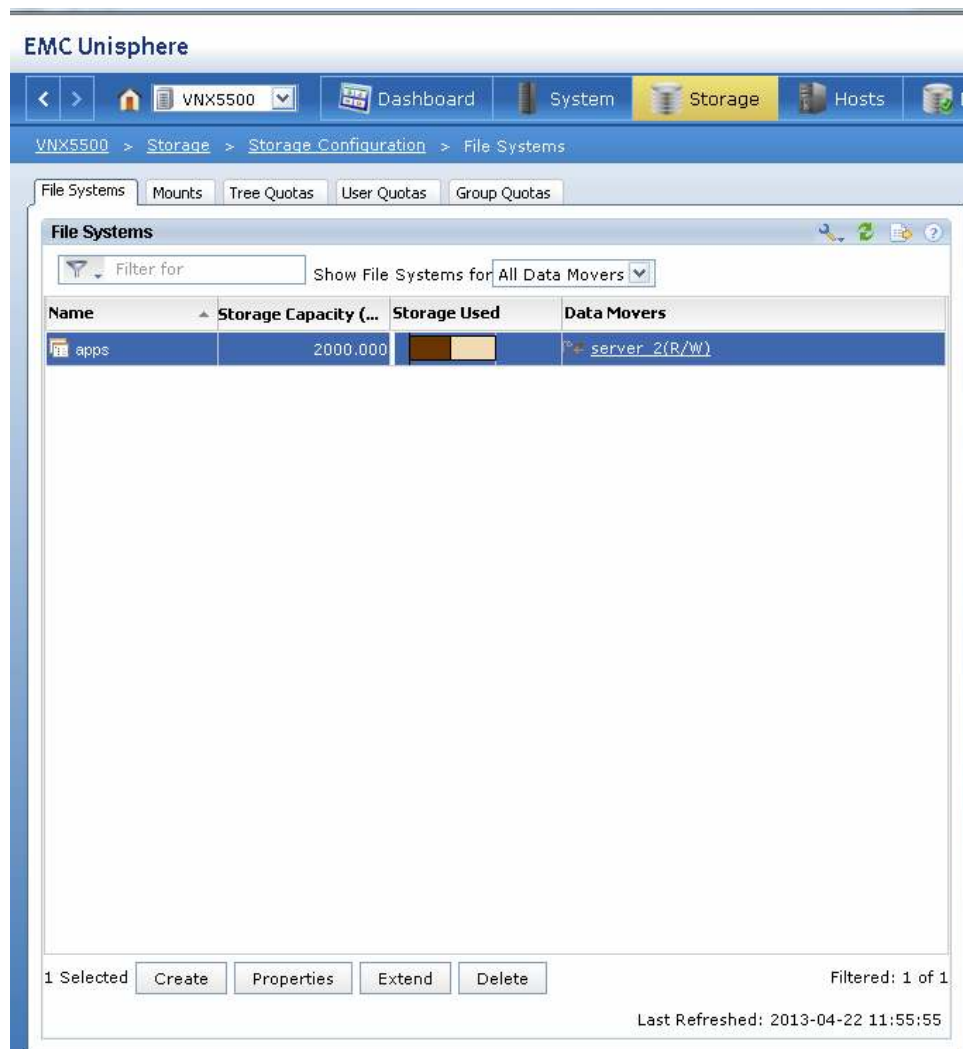 EMC Unisphere
VNX5500 Dashboard System Storage Hosts
VNX5500 > Storage > Storage Configuration > File Systems
File Systems Mounts Tree Quotas User Quotas Group Quotas
File Systems
Filter for Show File Systems for All Data Movers
Name Storage Capacity (... Storage Used Data Movers
apps 2000.000 server_2(R/W)
1 Selected Create Properties Extend Delete Filtered: 1 of 1
Last Refreshed: 2013-04-22 11:55:55